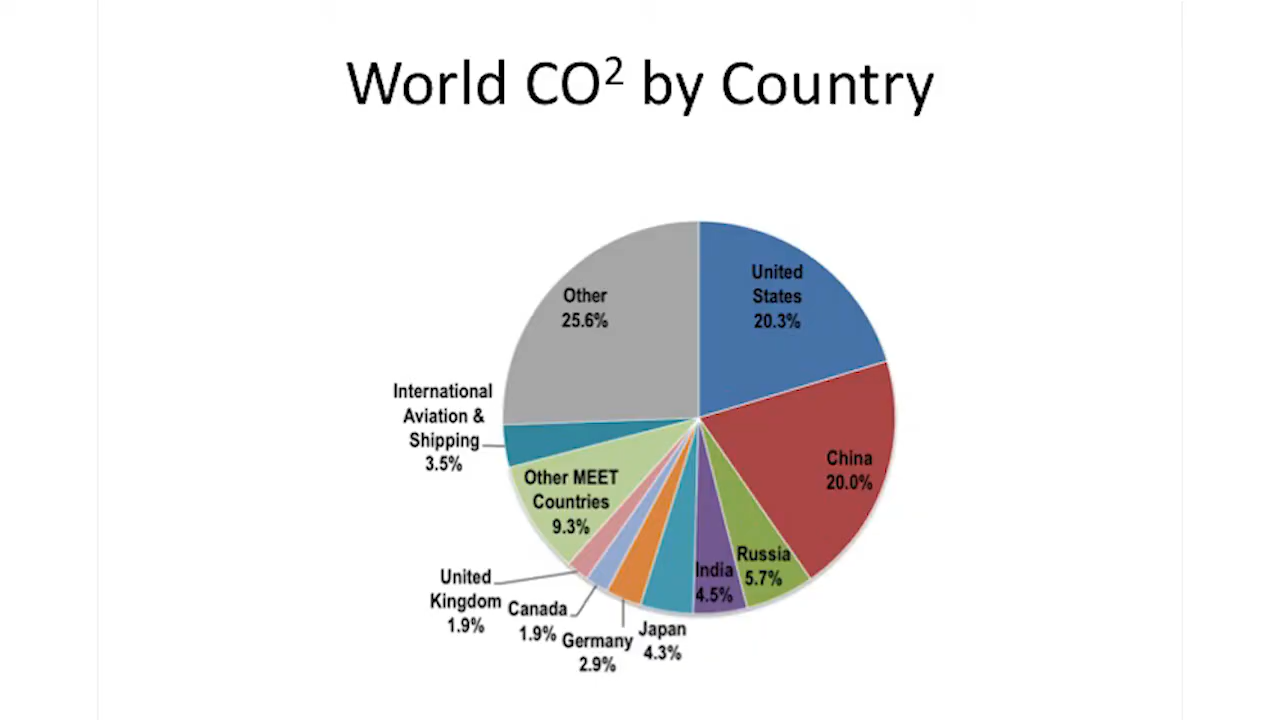 World CO² by Country
United
States
20.3%
China
20.0%
Russia
5.7%
India
4.5%
Japan
4.3%
Germany
2.9%
Canada
1.9%
United
Kingdom
1.9%
Other MEET
Countries
9.3%
International
Aviation &
Shipping
3.5%
Other
25.6%